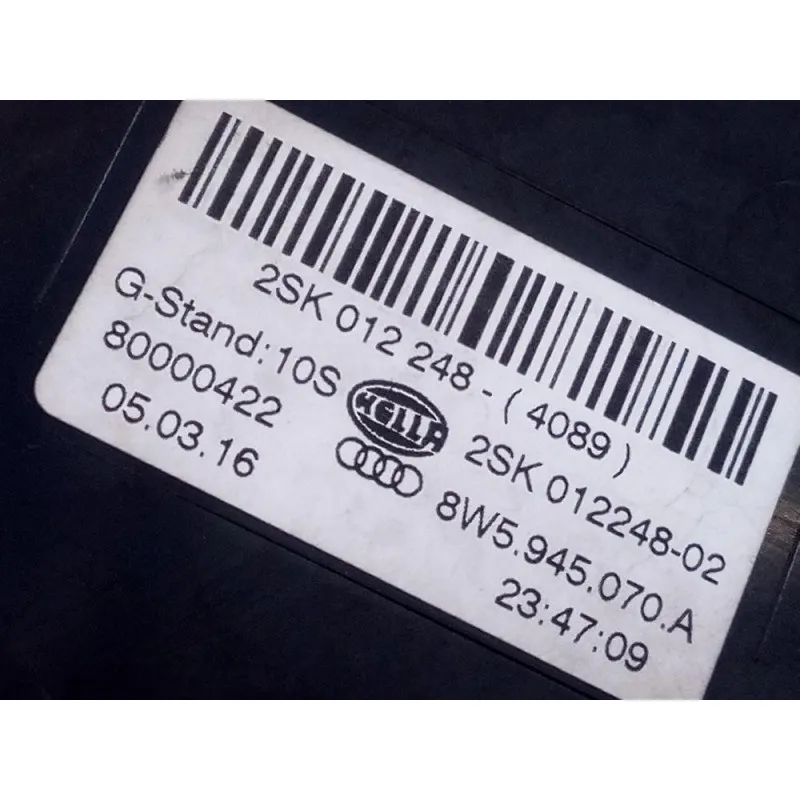 2SK 012 248 - ( 4089 )
G-Stand: 10S HELLA 2SK 012248-02
80000422 8W5.945.070.A
05.03.16 23:47:09